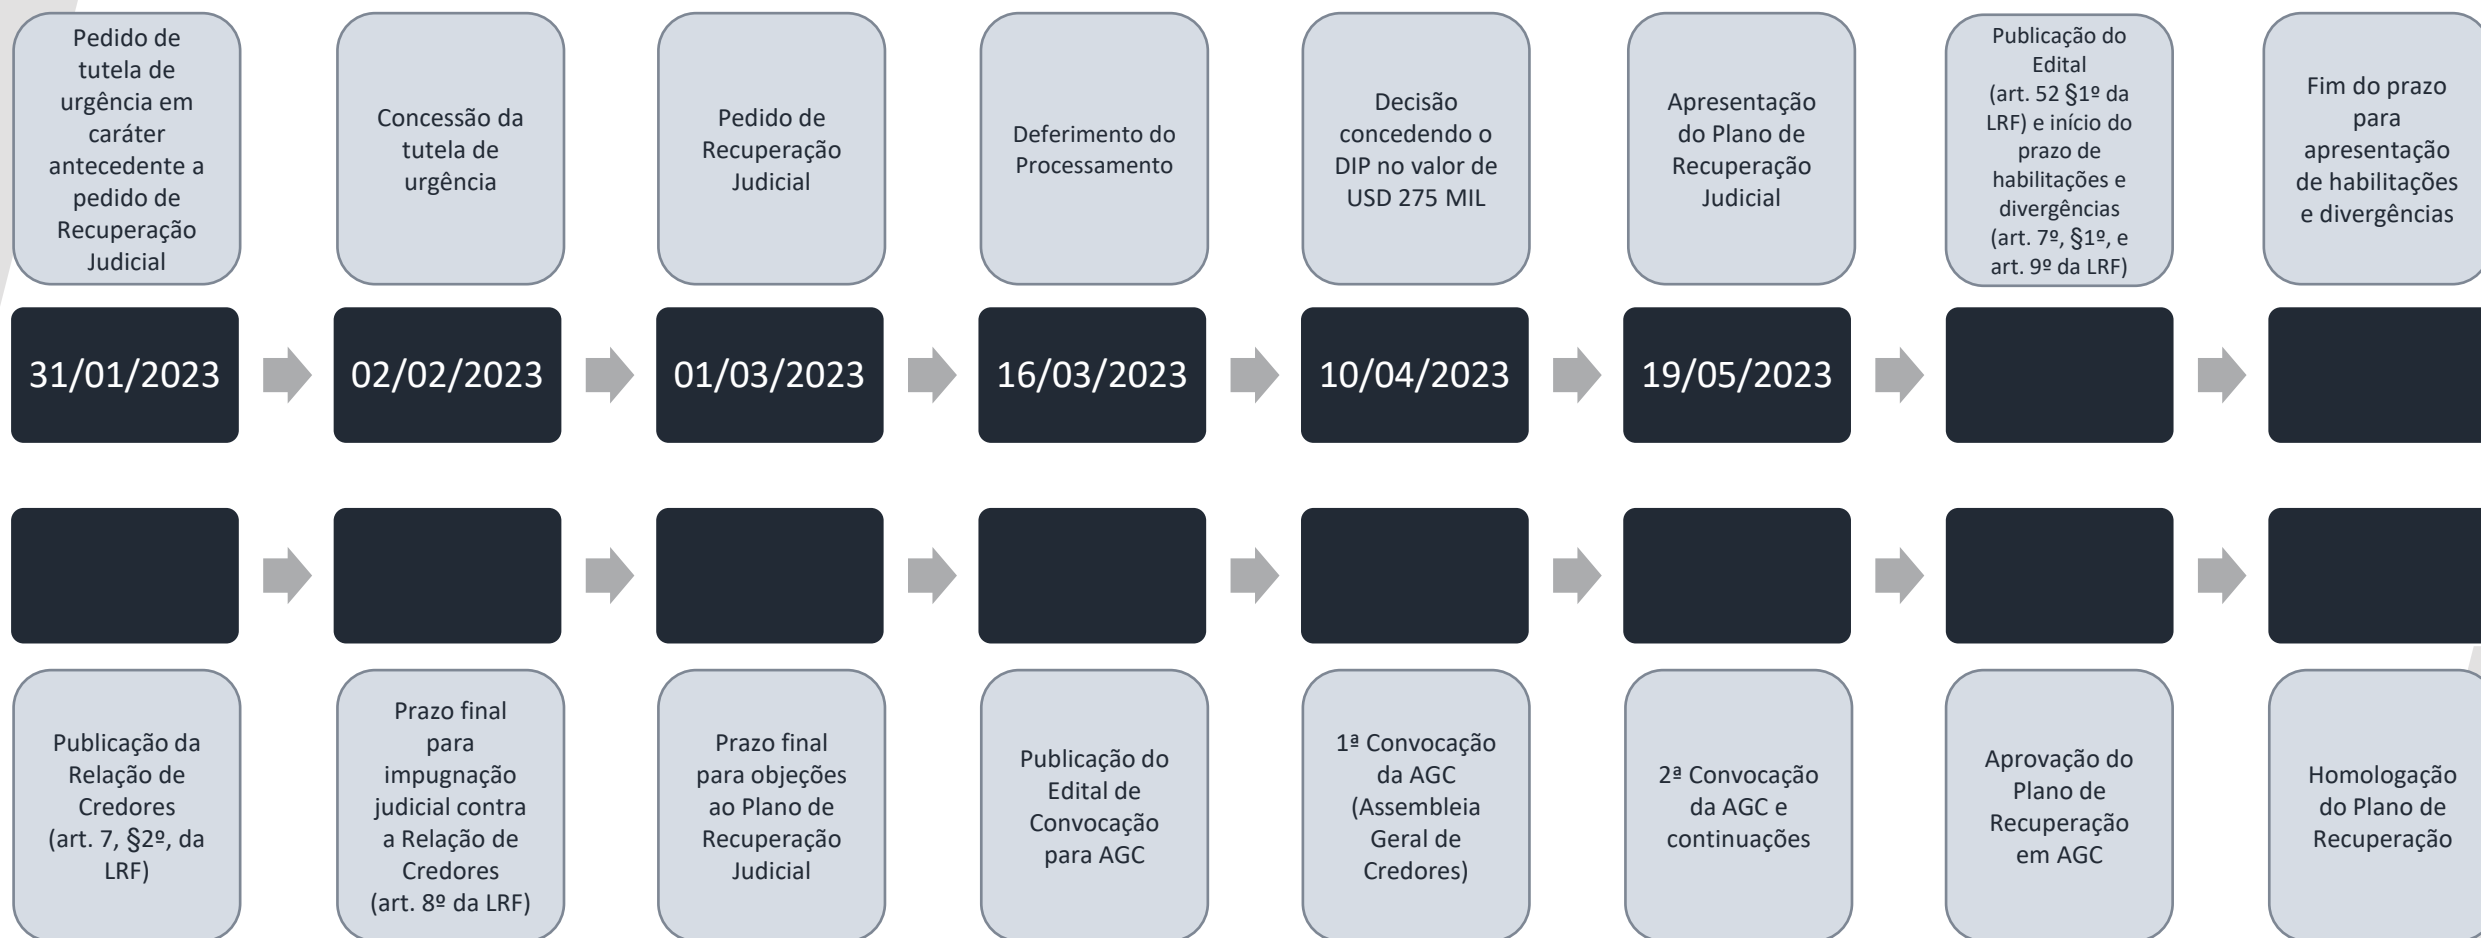 Pedido de
tutela de
urgência em
caráter
antecedente a
pedido de
Recuperação
Judicial
Concessão da
tutela de
urgência
Pedido de
Recuperação
Judicial
Deferimento do
Processamento
Decisão
concedendo o
DIP no valor de
USD 275 MIL
Apresentação
do Plano de
Recuperação
Judicial
Publicação do
Edital
(art. 52 §1º da
LRF) e início do
prazo de
habilitações e
divergências
(art. 7º, §1º, e
art. 9º da LRF)
Fim do prazo
para
apresentação
de habilitações
e divergências
31/01/2023
02/02/2023
01/03/2023
16/03/2023
10/04/2023
19/05/2023
Publicação da
Relação de
Credores
(art. 7, §2º, da
LRF)
Prazo final
para
impugnação
judicial contra
a Relação de
Credores
(art. 8º da LRF)
Prazo final
para objeções
ao Plano de
Recuperação
Judicial
Publicação do
Edital de
Convocação
para AGC
1ª Convocação
da AGC
(Assembleia
Geral de
Credores)
2ª Convocação
da AGC e
continuações
Aprovação do
Plano de
Recuperação
em AGC
Homologação
do Plano de
Recuperação